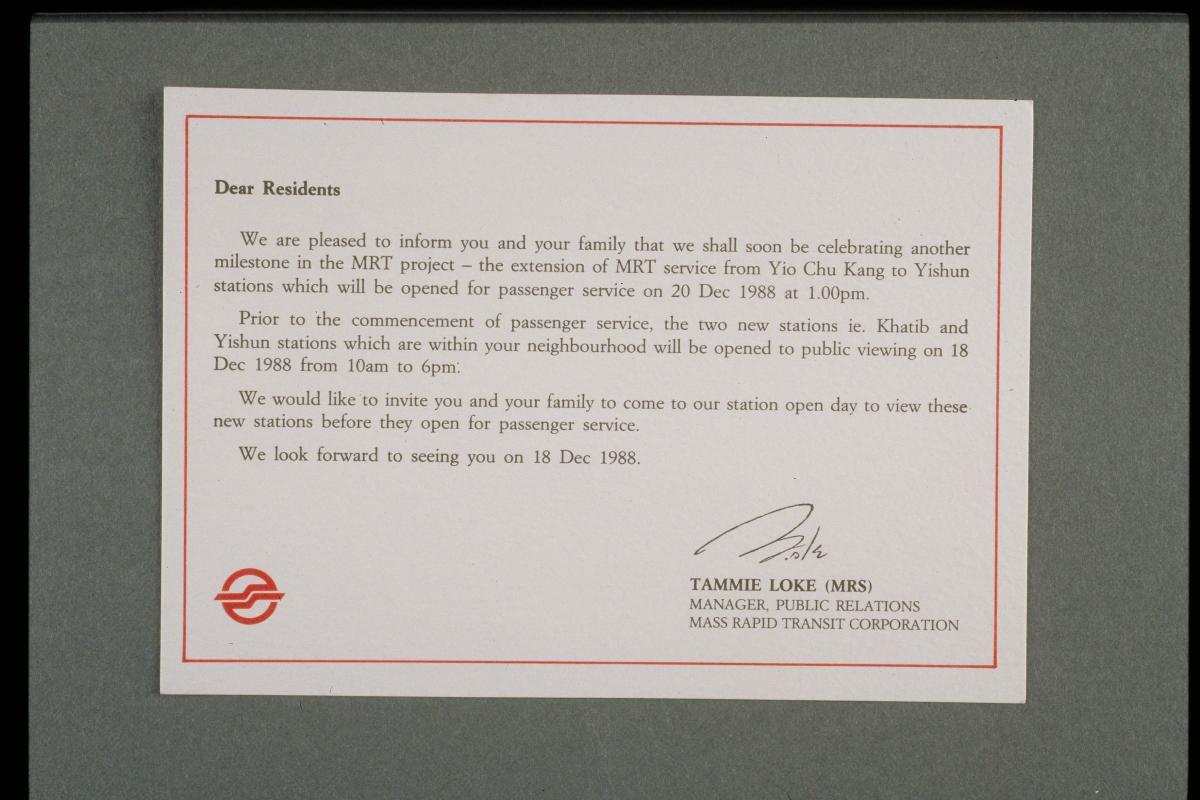 Dear Residents
We are pleased to inform you and your family that we shall soon be celebrating another
milestone in the MRT project – the extension of MRT service from Yio Chu Kang to Yishun
stations which will be opened for passenger service on 20 Dec 1988 at 1.00pm.
Prior to the commencement of passenger service, the two new stations ie. Khatib and
Yishun stations which are within your neighbourhood will be opened to public viewing on 18
Dec 1988 from 10am to 6pm.
We would like to invite you and your family to come to our station open day to view these
new stations before they open for passenger service.
We look forward to seeing you on 18 Dec 1988.
TAMMIE LOKE (MRS)
MANAGER, PUBLIC RELATIONS
MASS RAPID TRANSIT CORPORATION